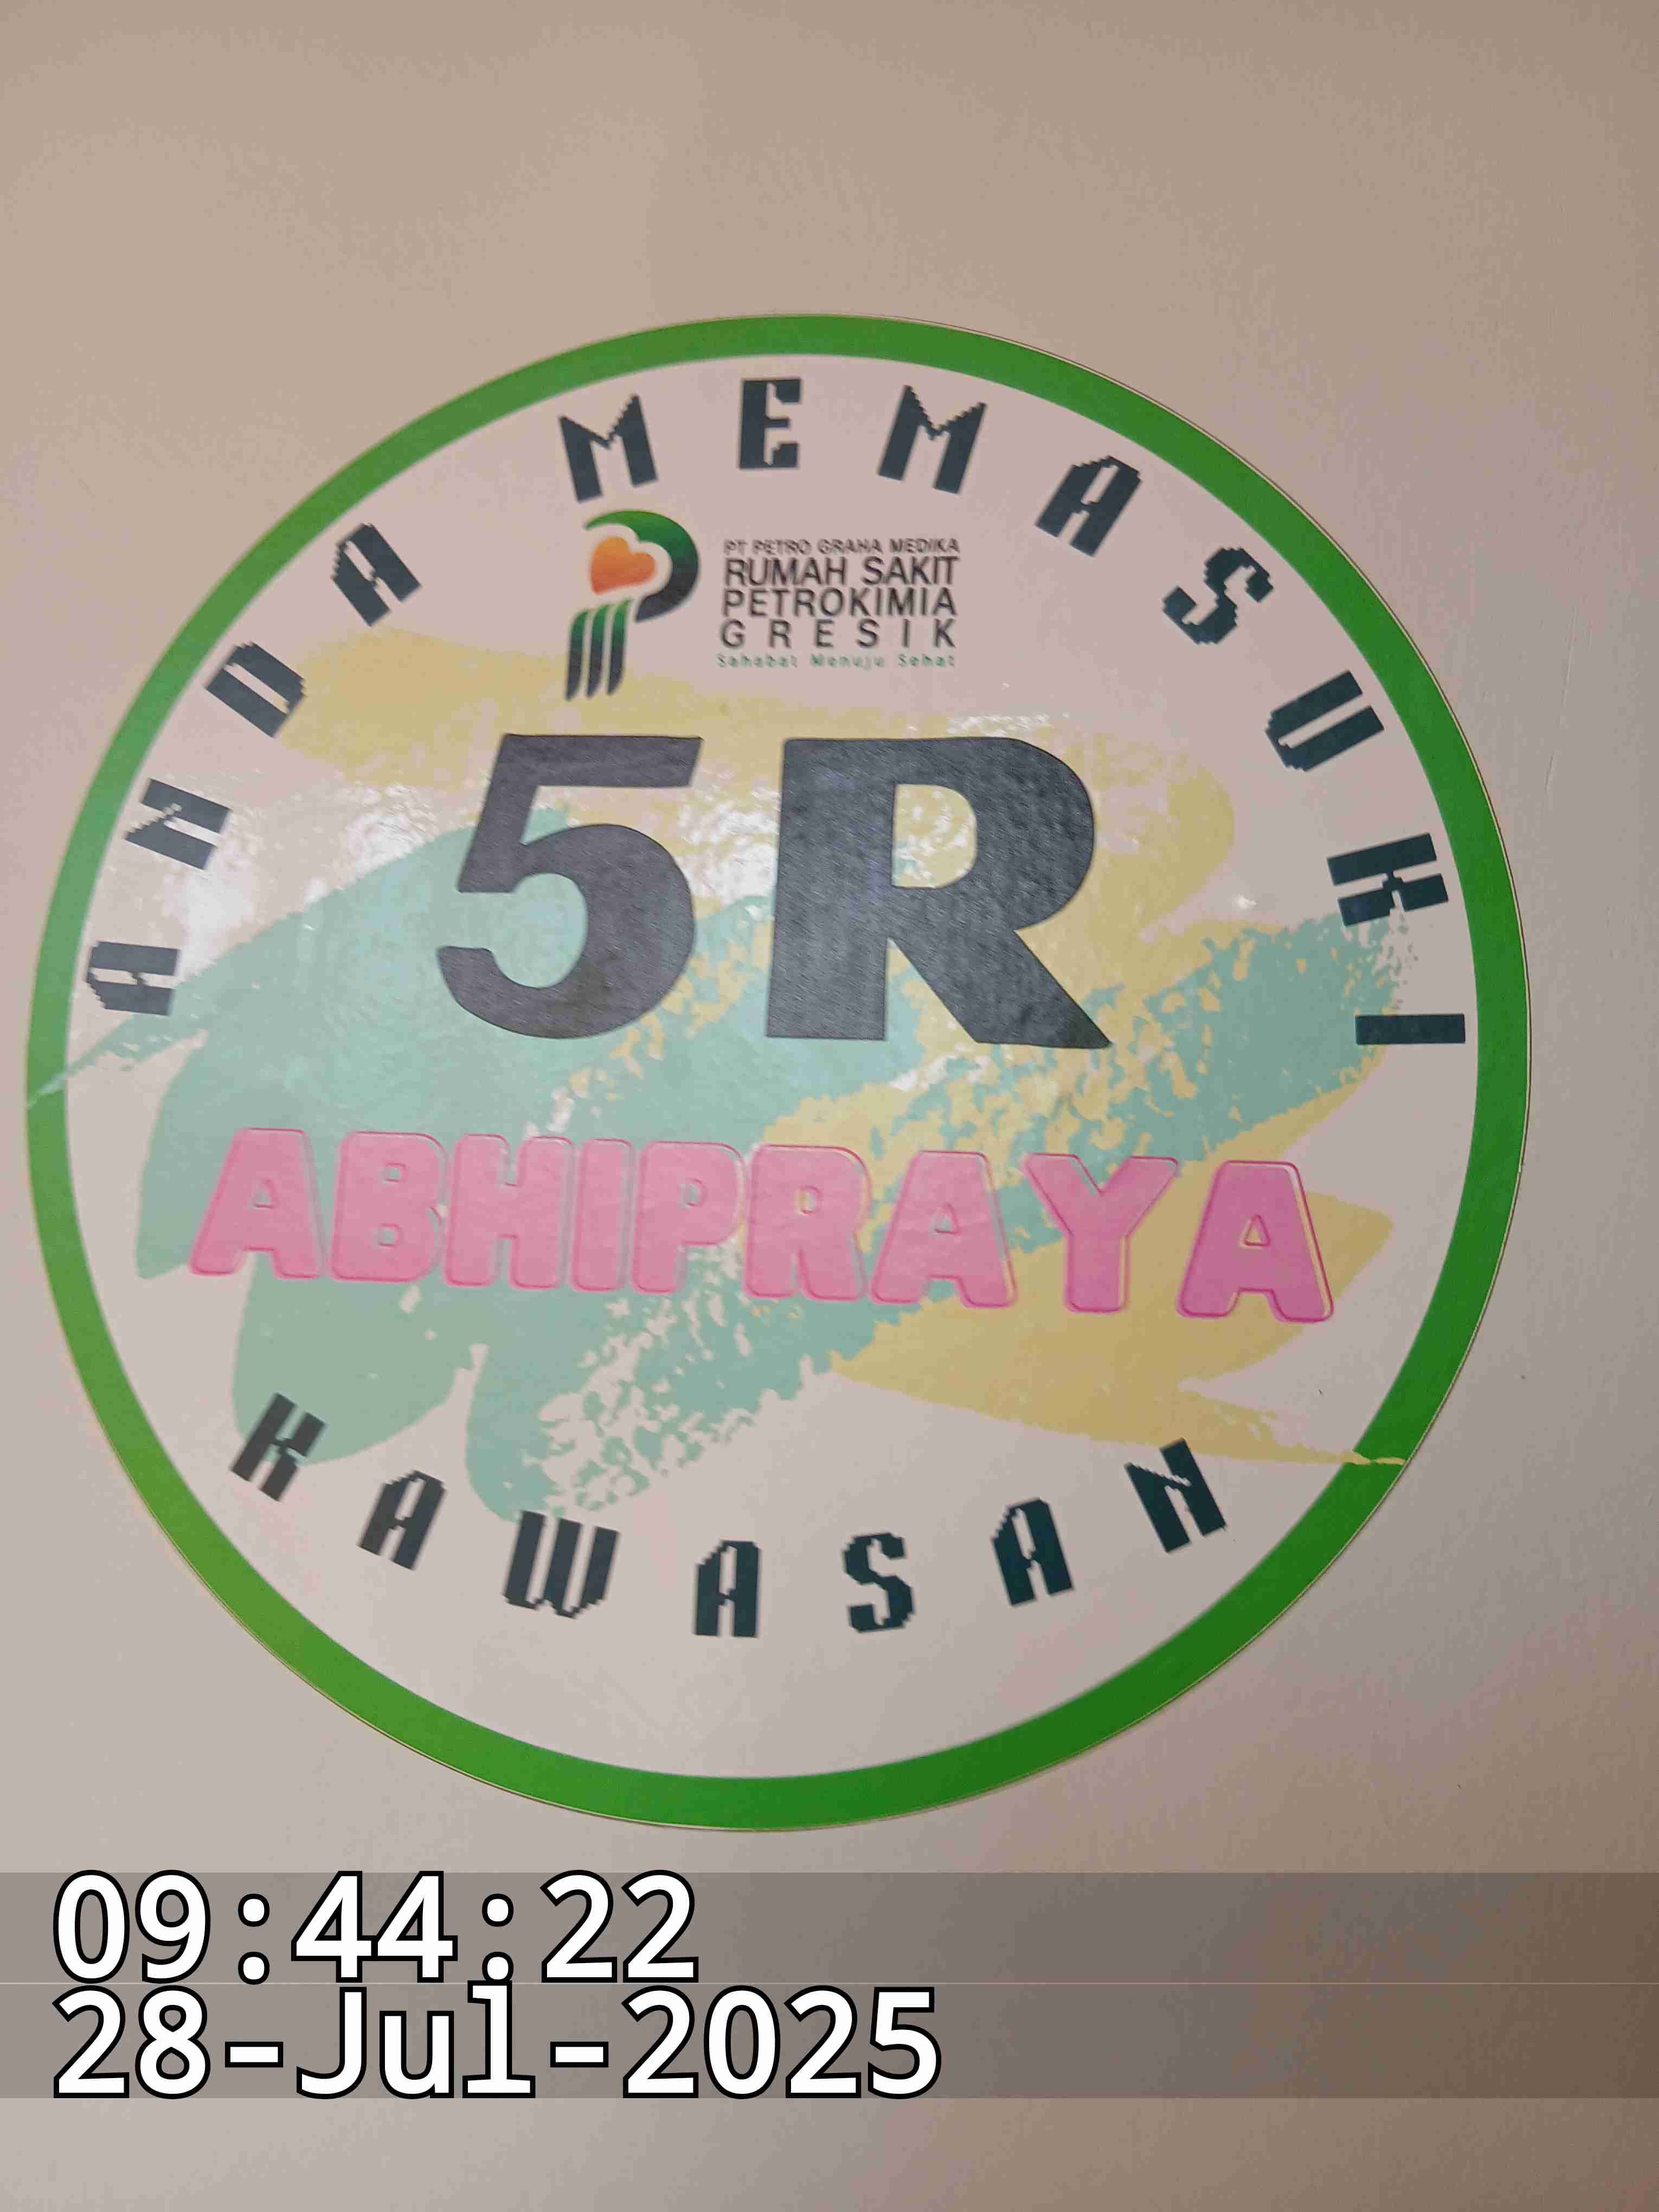 ANDA MEMASUKI
PT PETRO GRAHA MEDIKA
RUMAH SAKIT
PETROKIMIA
GRESIK
Sahabat Menuju Sehat
5R
ABHIPRAYA
KAWASAN
09:44:22
28-Jul-2025